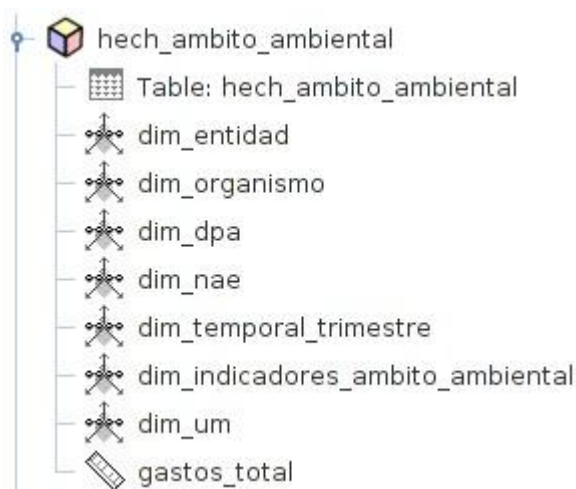 hech_ambito_ambiental
Table: hech_ambito_ambiental
dim_entidad
dim_organismo
dim_dpa
dim_nae
dim_temporal_trimestre
dim_indicadores_ambito_ambiental
dim_um
gastos_total